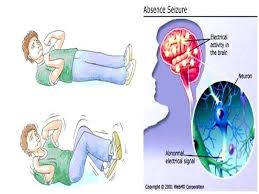 Absence Seizure
Electrical
activity in
the brain
Neuron
Abnormal
electrical signal
Copyright © 2001 WebMD Corporation